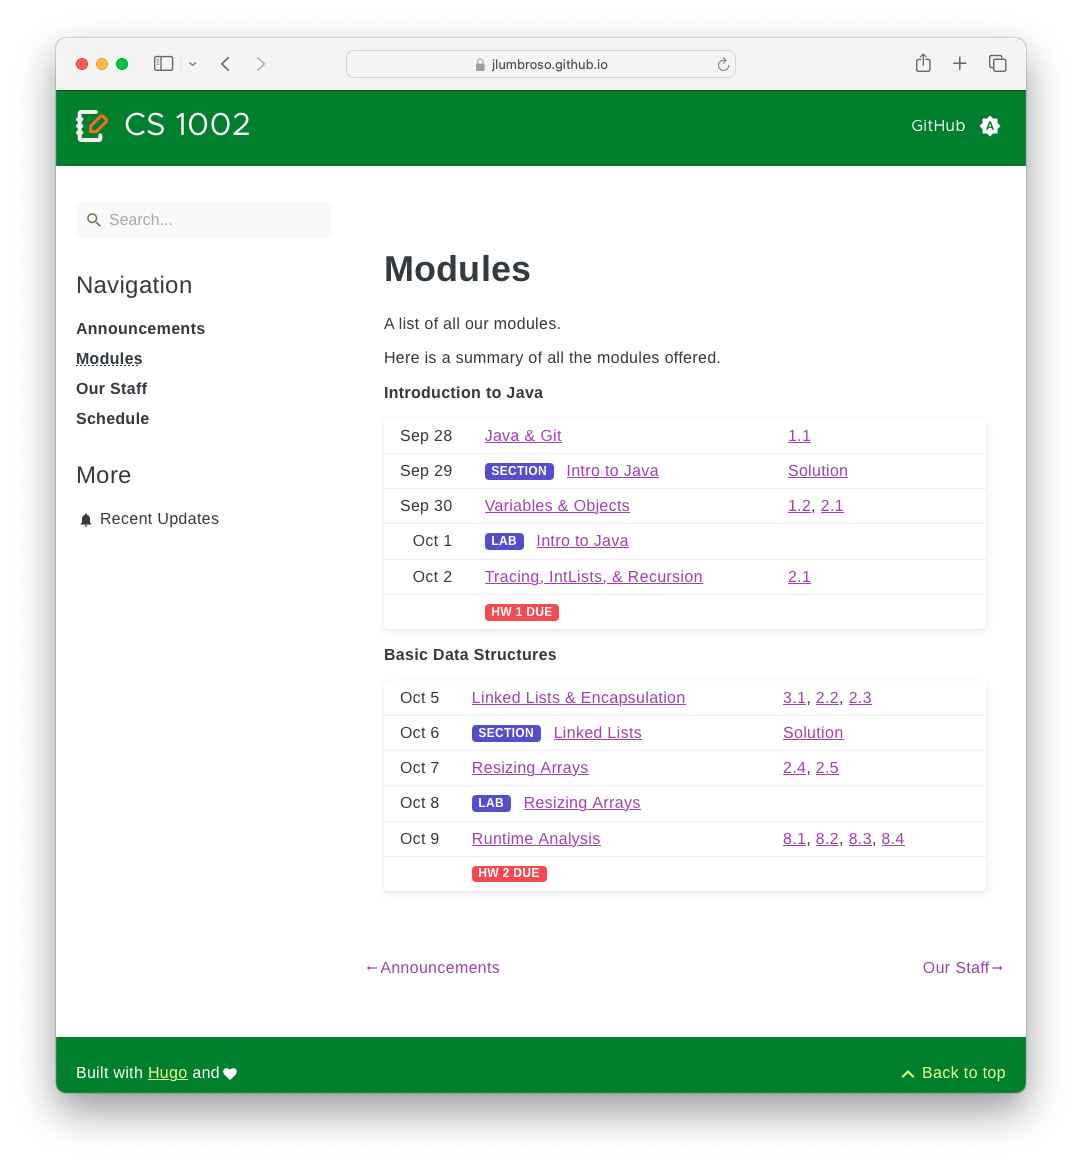 jlumbroso.github.io
CS 1002
GitHub
A
Search...
Navigation
Announcements
Modules
Our Staff
Schedule
More
Recent Updates
Modules
A list of all our modules.
Here is a summary of all the modules offered.
Introduction to Java
Sep 28 Java & Git 1.1
Sep 29 SECTION Intro to Java Solution
Sep 30 Variables & Objects 1.2, 2.1
Oct 1 LAB Intro to Java
Oct 2 Tracing, IntLists, & Recursion 2.1
HW 1 DUE
Basic Data Structures
Oct 5 Linked Lists & Encapsulation 3.1, 2.2, 2.3
Oct 6 SECTION Linked Lists Solution
Oct 7 Resizing Arrays 2.4, 2.5
Oct 8 LAB Resizing Arrays
Oct 9 Runtime Analysis 8.1, 8.2, 8.3, 8.4
HW 2 DUE
←Announcements Our Staff→
Built with Hugo and ♥ Back to top